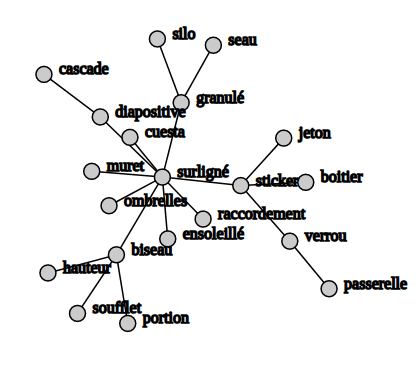 silo
seau
cascade
granulé
diapositive
cuesta
jeton
muret
surligné
sticker
boitier
ombrelles
raccordement
ensoleillé
verrou
biseau
hauteur
passerelle
soufflet
portion